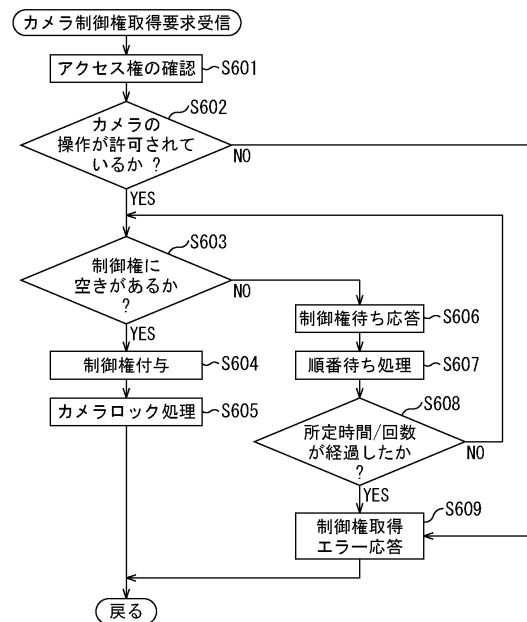 カメラ制御権取得要求受信
アクセス権の確認
S601
カメラの
操作が許可されて
いるか ?
S602
NO
YES
制御権に
空きがあるか
?
S603
NO
YES
制御権付与
S604
カメラロック処理
S605
制御権待ち応答
S606
順番待ち処理
S607
所定時間/回数
が経過したか
?
S608
NO
YES
制御権取得
エラー応答
S609
戻る